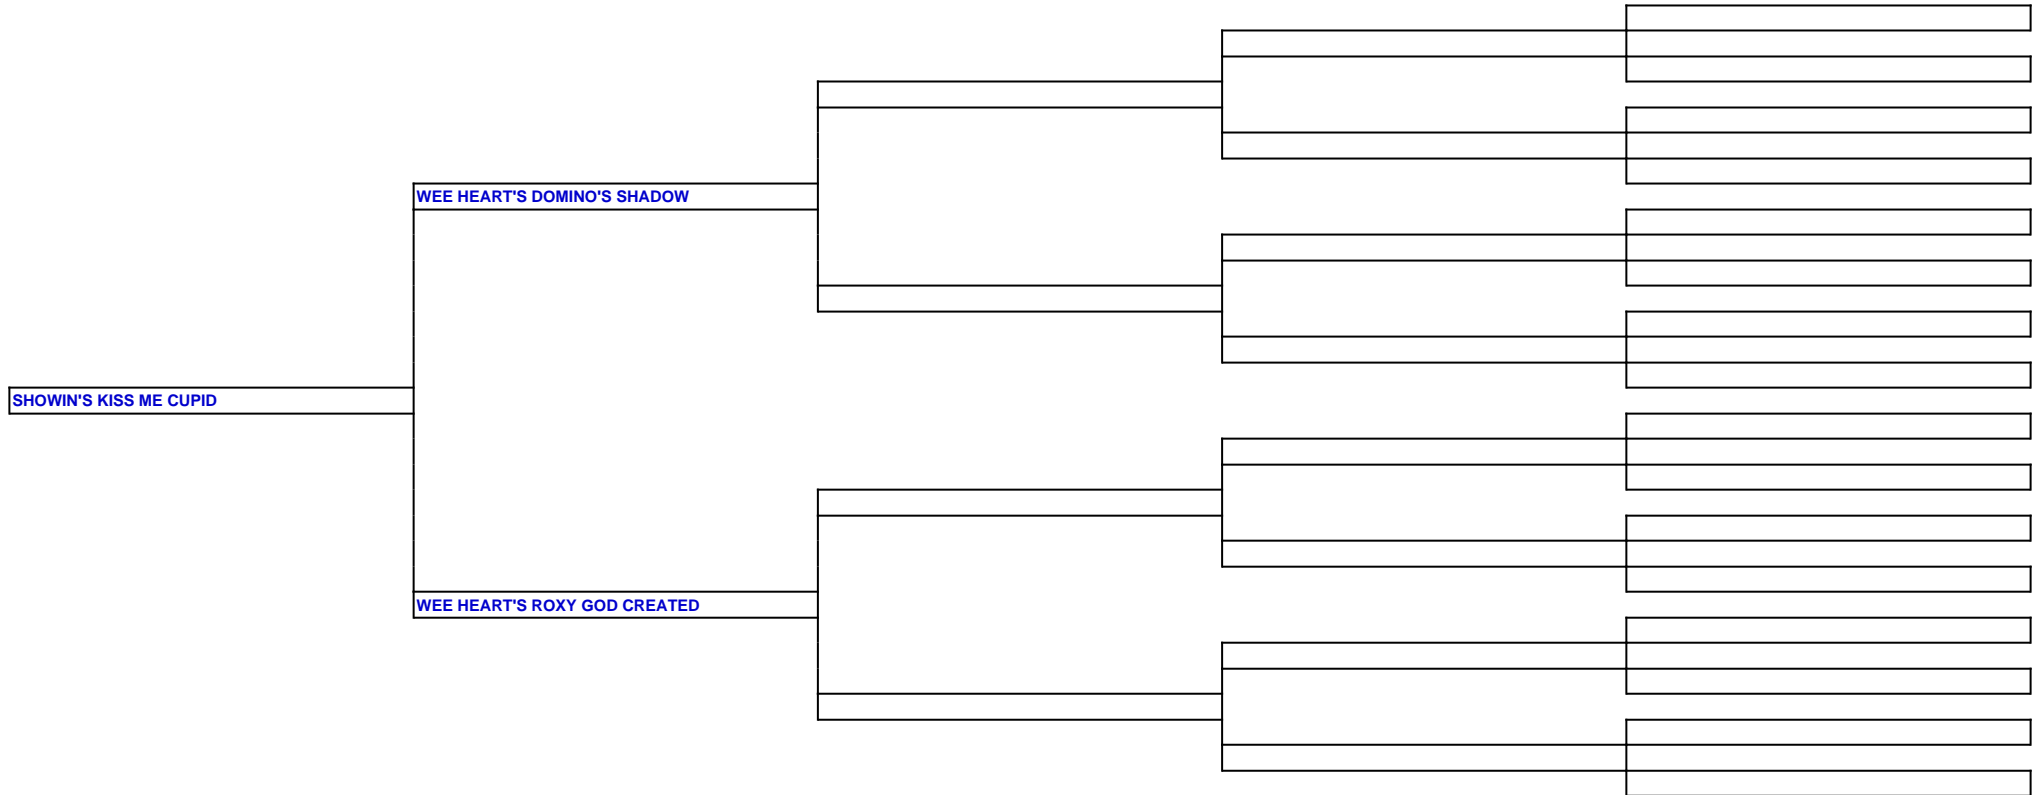 WEE HEART'S DOMINO'S SHADOW
SHOWIN'S KISS ME CUPID
WEE HEART'S ROXY GOD CREATED